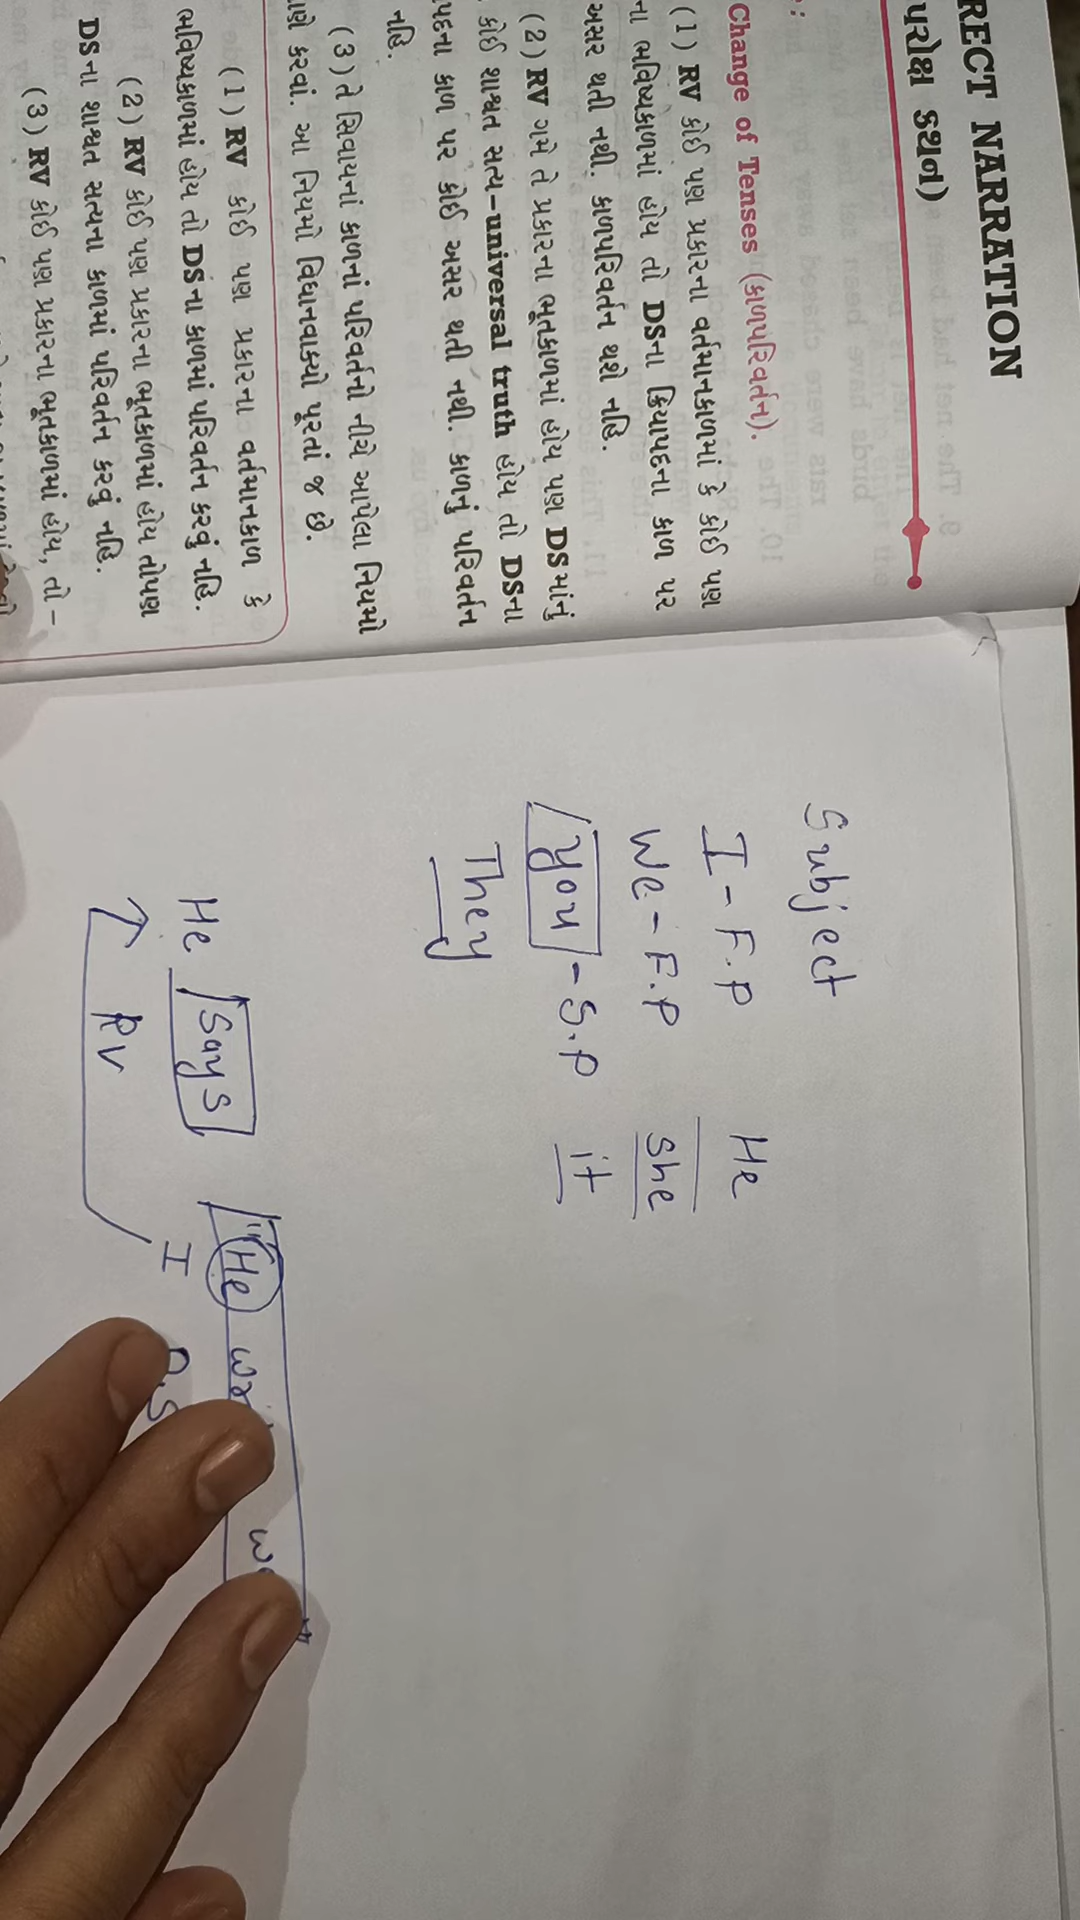 RECT NARRATION
પરોક્ષ કથન)
Change of Tenses (કાળપરિવર્તન).
(1) RV કોઈ પણ પ્રકારના વર્તમાનકાળમાં કે કોઈ પણ
ના ભવિષ્યકાળમાં હોય તો DSના ક્રિયાપદના કાળ પર
અસર થતી નથી. કાળપરિવર્તન થશે નહિ.
(2) RV ગમે તે પ્રકારના ભૂતકાળમાં હોય પણ DSમાંનું
કોઈ શાશ્વત સત્ય–universal truth હોય તો DSના
પદના કાળ પર કોઈ અસર થતી નથી. કાળનું પરિવર્તન
નહિ.
(3) તે સિવાયનાં કાળનાં પરિવર્તનો નીચે આપેલા નિયમો
કરવાં. આ નિયમો વિધાનવાક્યો પૂરતાં જ છે.
(1) RV કોઈ પણ પ્રકારના વર્તમાનકાળ કે
ભવિષ્યકાળમાં હોય તો DSના કાળમાં પરિવર્તન કરવું નહિ.
(2) RV કોઈ પણ પ્રકારના ભૂતકાળમાં હોય તોપણ
DSના શાશ્વત સત્યના કાળમાં પરિવર્તન કરવું નહિ.
(3) RV કોઈ પણ પ્રકારના ભૂતકાળમાં હોય, તો –
Subject
I – F.P He
We – F.P She
you – S.P it
They
He Says "He
RV I D.S